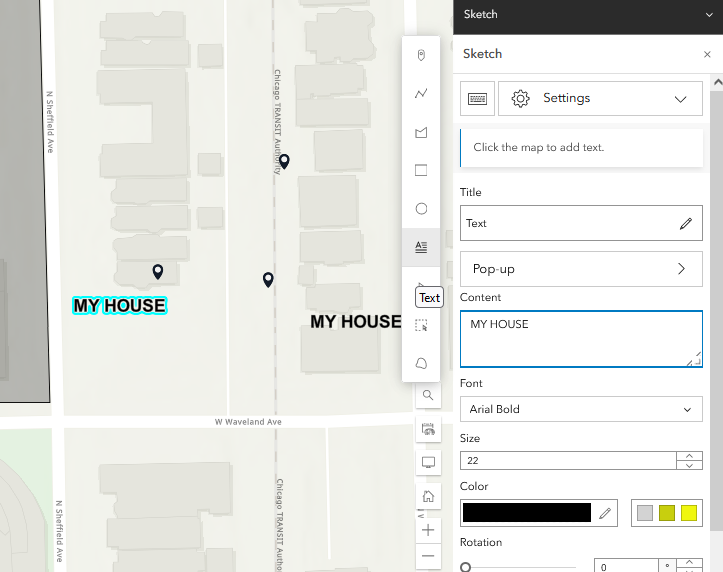 Sketch
Sketch
Settings
Click the map to add text.
Title
Text
Pop-up
Content
MY HOUSE
Font
Arial Bold
Size
22
Color
Rotation
0 °
Text
N Sheffield Ave
Chicago TRANSIT Authority
MY HOUSE
MY HOUSE
W Waveland Ave
N Sheffield Ave
Chicago TRANSIT Auth